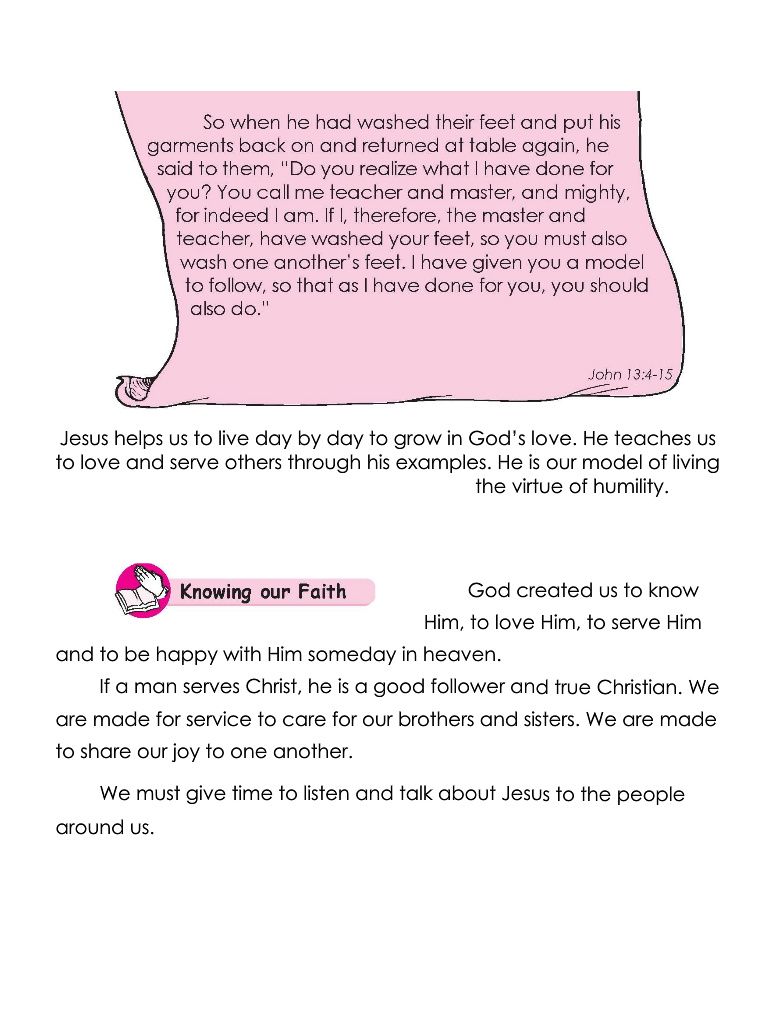 So when he had washed their feet and put his
garments back on and returned at table again, he
said to them, "Do you realize what I have done for
you? You call me teacher and master, and mighty,
for indeed I am. If I, therefore, the master and
teacher, have washed your feet, so you must also
wash one another's feet. I have given you a model
to follow, so that as I have done for you, you should
also do."
John 13:4-15
Jesus helps us to live day by day to grow in God's love. He teaches us
to love and serve others through his examples. He is our model of living
the virtue of humility.
Knowing our Faith
God created us to know
Him, to love Him, to serve Him
and to be happy with Him someday in heaven.
If a man serves Christ, he is a good follower and true Christian. We
are made for service to care for our brothers and sisters. We are made
to share our joy to one another.
We must give time to listen and talk about Jesus to the people
around us.